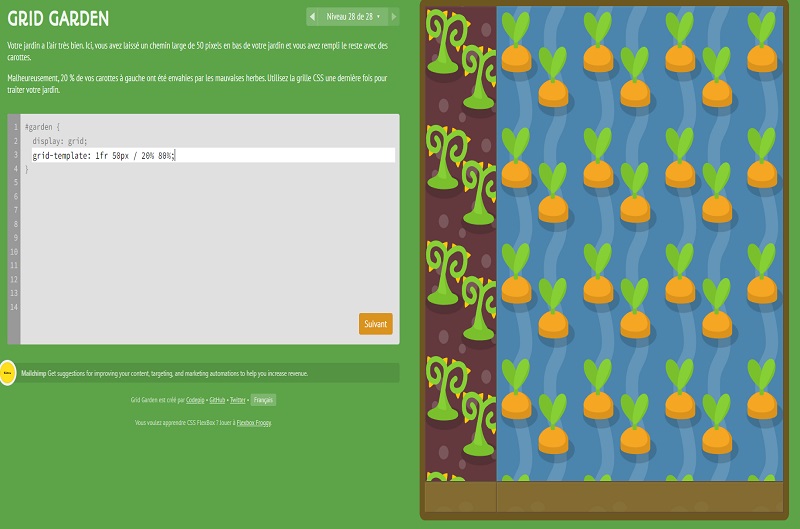 GRID GARDEN
Niveau 28 de 28
Votre jardin a l'air très bien. Ici, vous avez laissé un chemin large de 50 pixels en bas de votre jardin et vous avez rempli le reste avec des
carottes.
Malheureusement, 20 % de vos carottes à gauche ont été envahies par les mauvaises herbes. Utilisez la grille CSS une dernière fois pour
traiter votre jardin.
1 #garden {
2 display: grid;
3 grid-template: 1fr 50px / 20% 80%;
4 }
5
6
7
8
9
10
11
12
13
14
Suivant
Mailchimp Get suggestions for improving your content, targeting, and marketing automations to help you increase revenue.
Grid Garden est créé par Codepip • GitHub • Twitter • Français
Vous voulez apprendre CSS FlexBox ? Jouer à Flexbox Froggy.